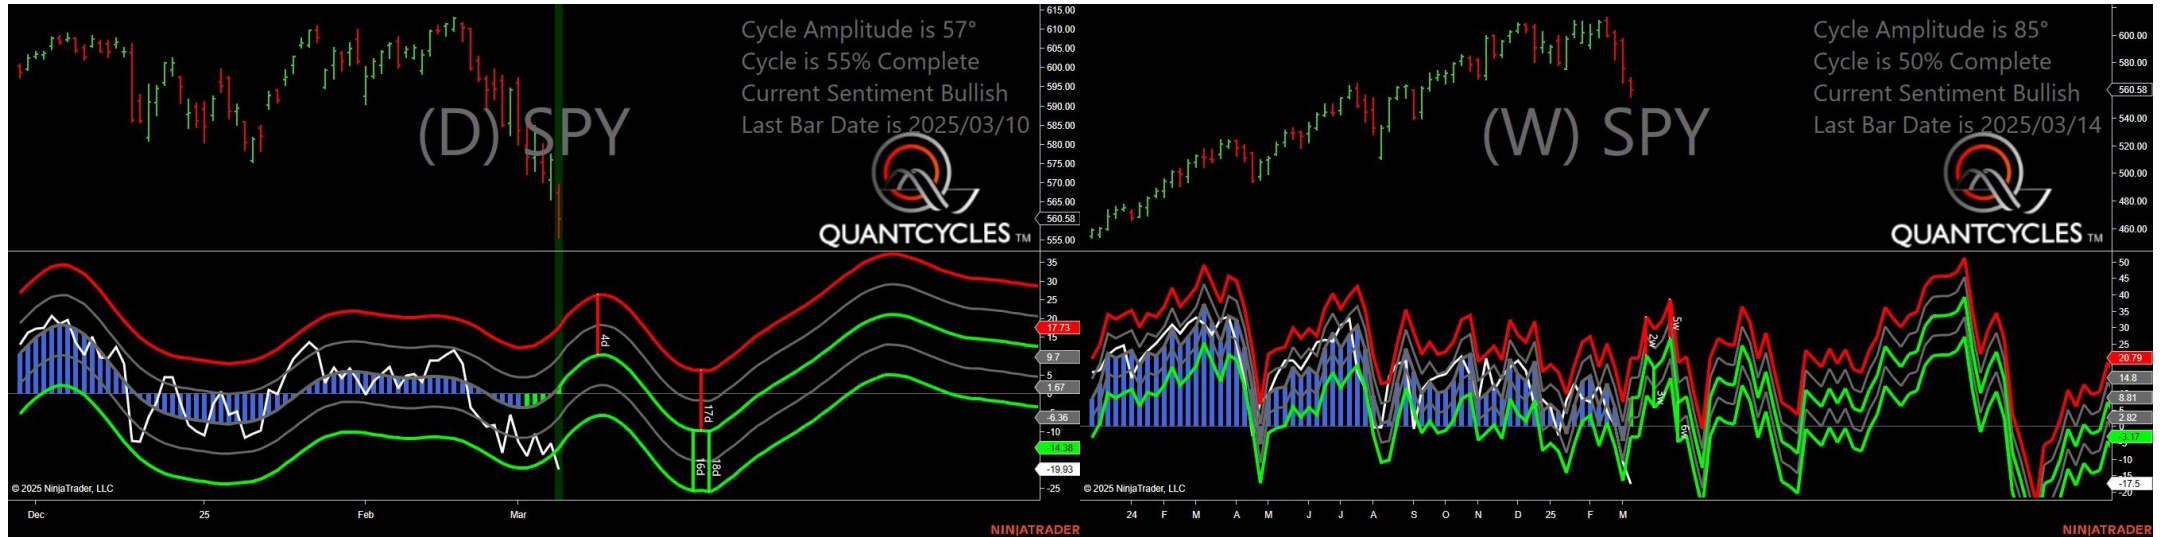 Cycle Amplitude is 57°
Cycle is 55% Complete
Current Sentiment Bullish
Last Bar Date is 2025/03/10
(D) SPY
QUANTCYCLES TM
615.00
610.00
605.00
600.00
595.00
590.00
585.00
580.00
575.00
570.00
565.00
560.58
555.00
35
30
25
20
17.73
15
9.7
5
1.67
0
-6.36
-10
-14.38
-19.93
-25
4d
17d
16d
18d
© 2025 NinjaTrader, LLC
Dec
25
Feb
Mar
NINJATRADER
Cycle Amplitude is 85°
Cycle is 50% Complete
Current Sentiment Bullish
Last Bar Date is 2025/03/14
(W) SPY
QUANTCYCLES TM
600.00
580.00
560.58
540.00
520.00
500.00
480.00
460.00
50
45
40
35
30
25
20.79
14.8
8.81
2.82
-3.17
-10
-17.5
-20
2w
5w
3w
6w
© 2025 NinjaTrader, LLC
24
F
M
A
M
J
J
A
S
O
N
D
25
F
M
NINJATRADER